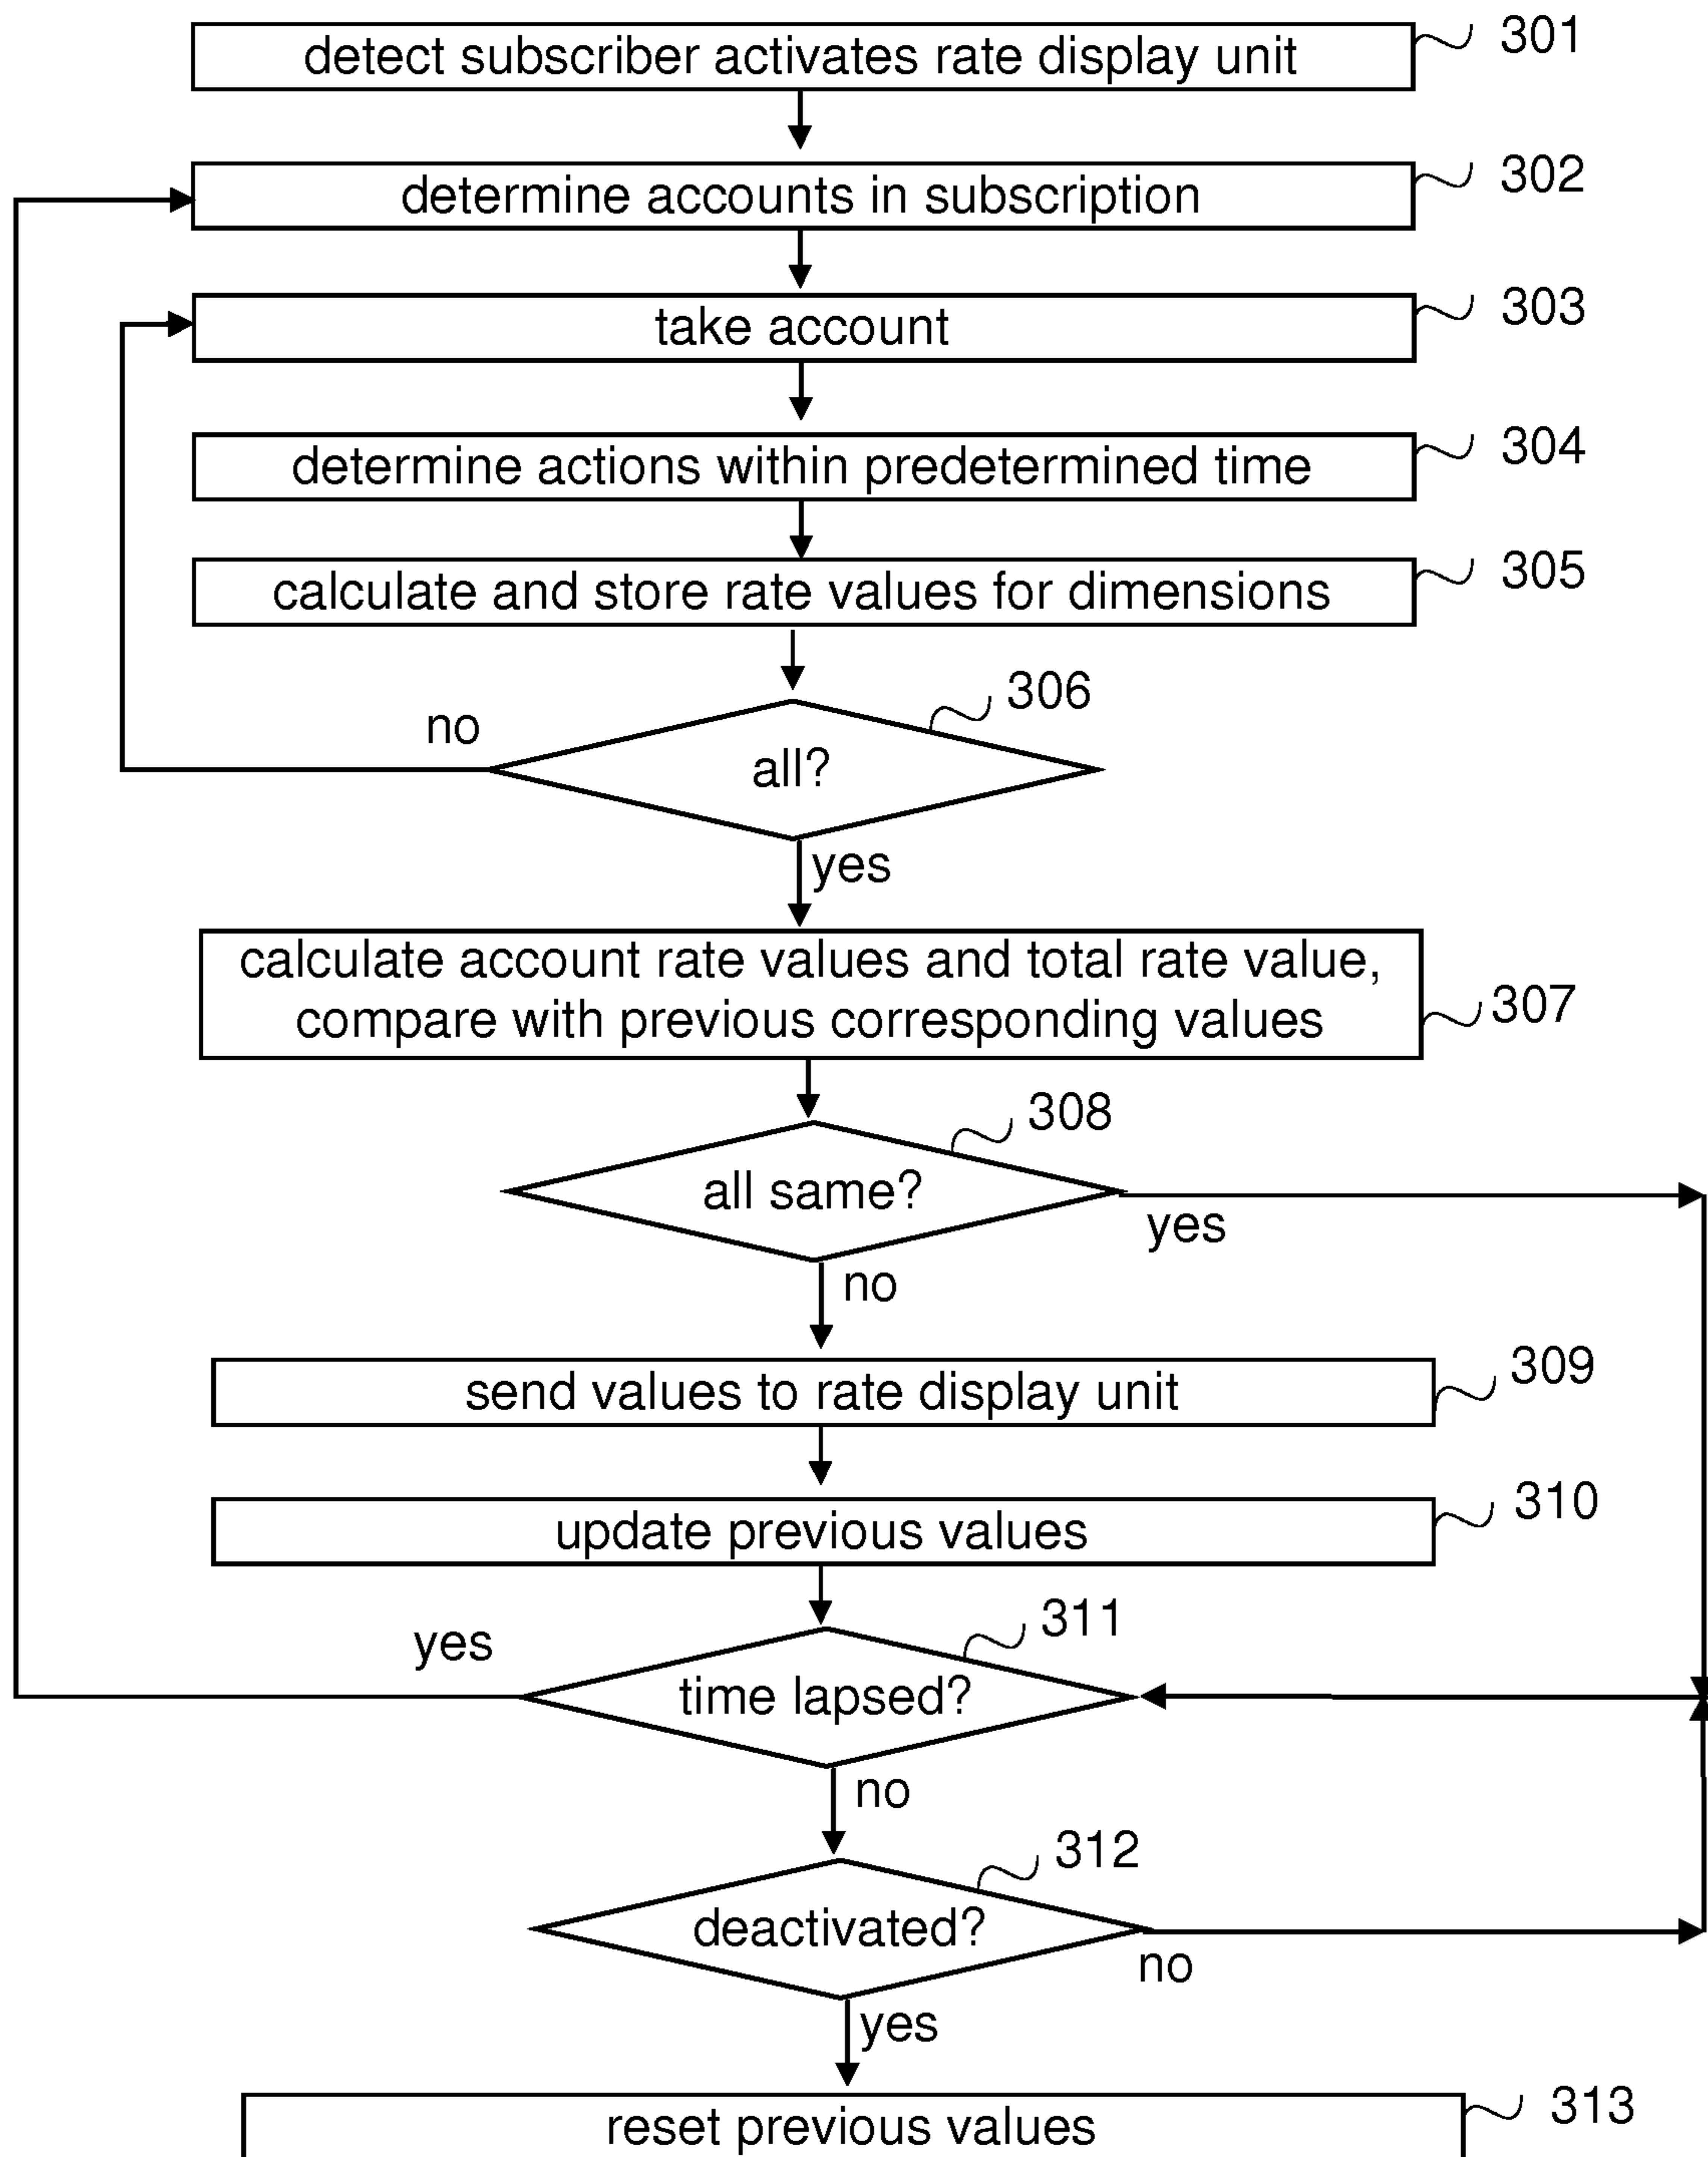 detect subscriber activates rate display unit
301
determine accounts in subscription
302
take account
303
determine actions within predetermined time
304
calculate and store rate values for dimensions
305
306
no
all?
yes
calculate account rate values and total rate value,
compare with previous corresponding values
307
308
all same?
yes
no
309
send values to rate display unit
310
update previous values
311
yes
time lapsed?
no
312
deactivated?
no
yes
313
reset previous values